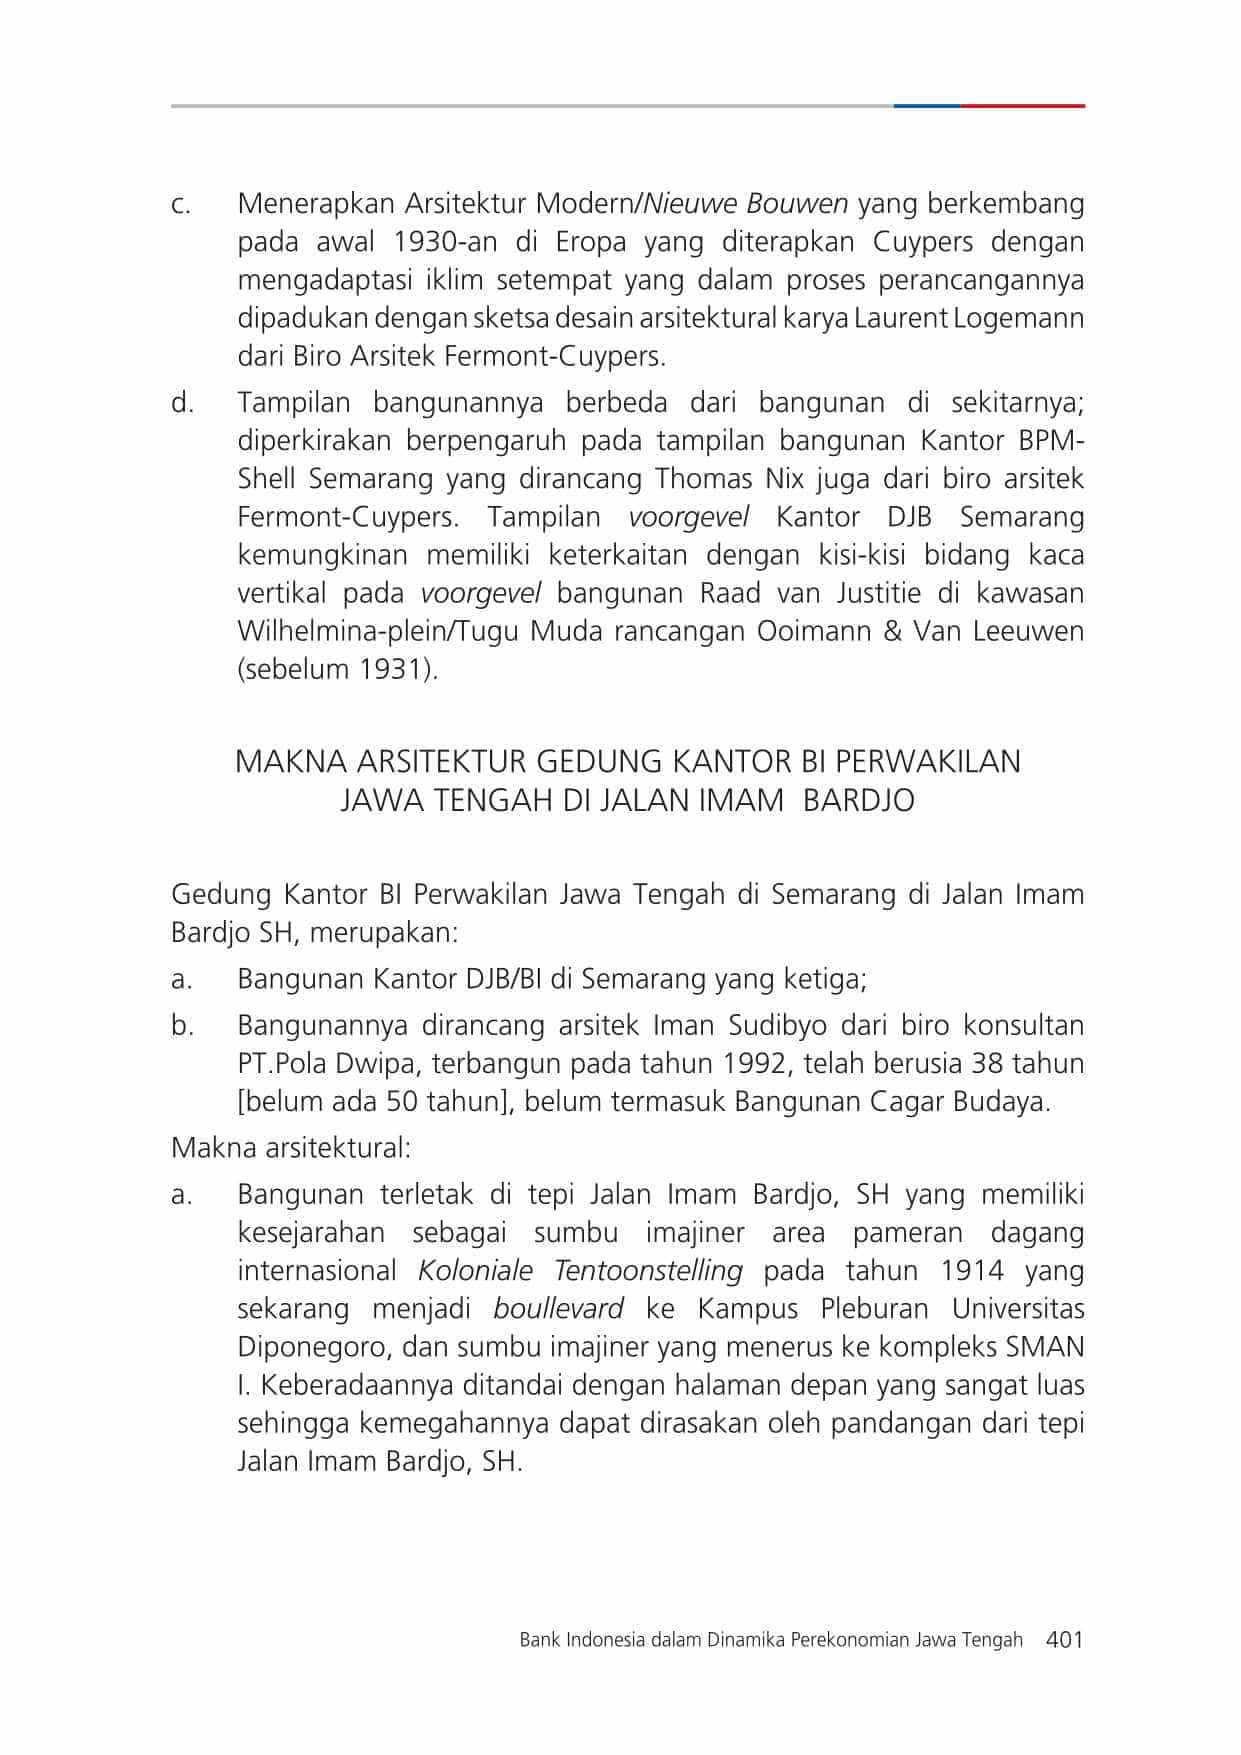 c. Menerapkan Arsitektur Modern/Nieuwe Bouwen yang berkembang
pada awal 1930-an di Eropa yang diterapkan Cuypers dengan
mengadaptasi iklim setempat yang dalam proses perancangannya
dipadukan dengan sketsa desain arsitektural karya Laurent Logemann
dari Biro Arsitek Fermont-Cuypers.
d. Tampilan bangunannya berbeda dari bangunan di sekitarnya;
diperkirakan berpengaruh pada tampilan bangunan Kantor BPM-
Shell Semarang yang dirancang Thomas Nix juga dari biro arsitek
Fermont-Cuypers. Tampilan voorgevel Kantor DJB Semarang
kemungkinan memiliki keterkaitan dengan kisi-kisi bidang kaca
vertikal pada voorgevel bangunan Raad van Justitie di kawasan
Wilhelmina-plein/Tugu Muda rancangan Ooimann & Van Leeuwen
(sebelum 1931).
MAKNA ARSITEKTUR GEDUNG KANTOR BI PERWAKILAN
JAWA TENGAH DI JALAN IMAM BARDJO
Gedung Kantor BI Perwakilan Jawa Tengah di Semarang di Jalan Imam
Bardjo SH, merupakan:
a. Bangunan Kantor DJB/BI di Semarang yang ketiga;
b. Bangunannya dirancang arsitek Iman Sudibyo dari biro konsultan
PT.Pola Dwipa, terbangun pada tahun 1992, telah berusia 38 tahun
[belum ada 50 tahun], belum termasuk Bangunan Cagar Budaya.
Makna arsitektural:
a. Bangunan terletak di tepi Jalan Imam Bardjo, SH yang memiliki
kesejarahan sebagai sumbu imajiner area pameran dagang
internasional Koloniale Tentoonstelling pada tahun 1914 yang
sekarang menjadi boullevard ke Kampus Pleburan Universitas
Diponegoro, dan sumbu imajiner yang menerus ke kompleks SMAN
I. Keberadaannya ditandai dengan halaman depan yang sangat luas
sehingga kemegahannya dapat dirasakan oleh pandangan dari tepi
Jalan Imam Bardjo, SH.
Bank Indonesia dalam Dinamika Perekonomian Jawa Tengah 401